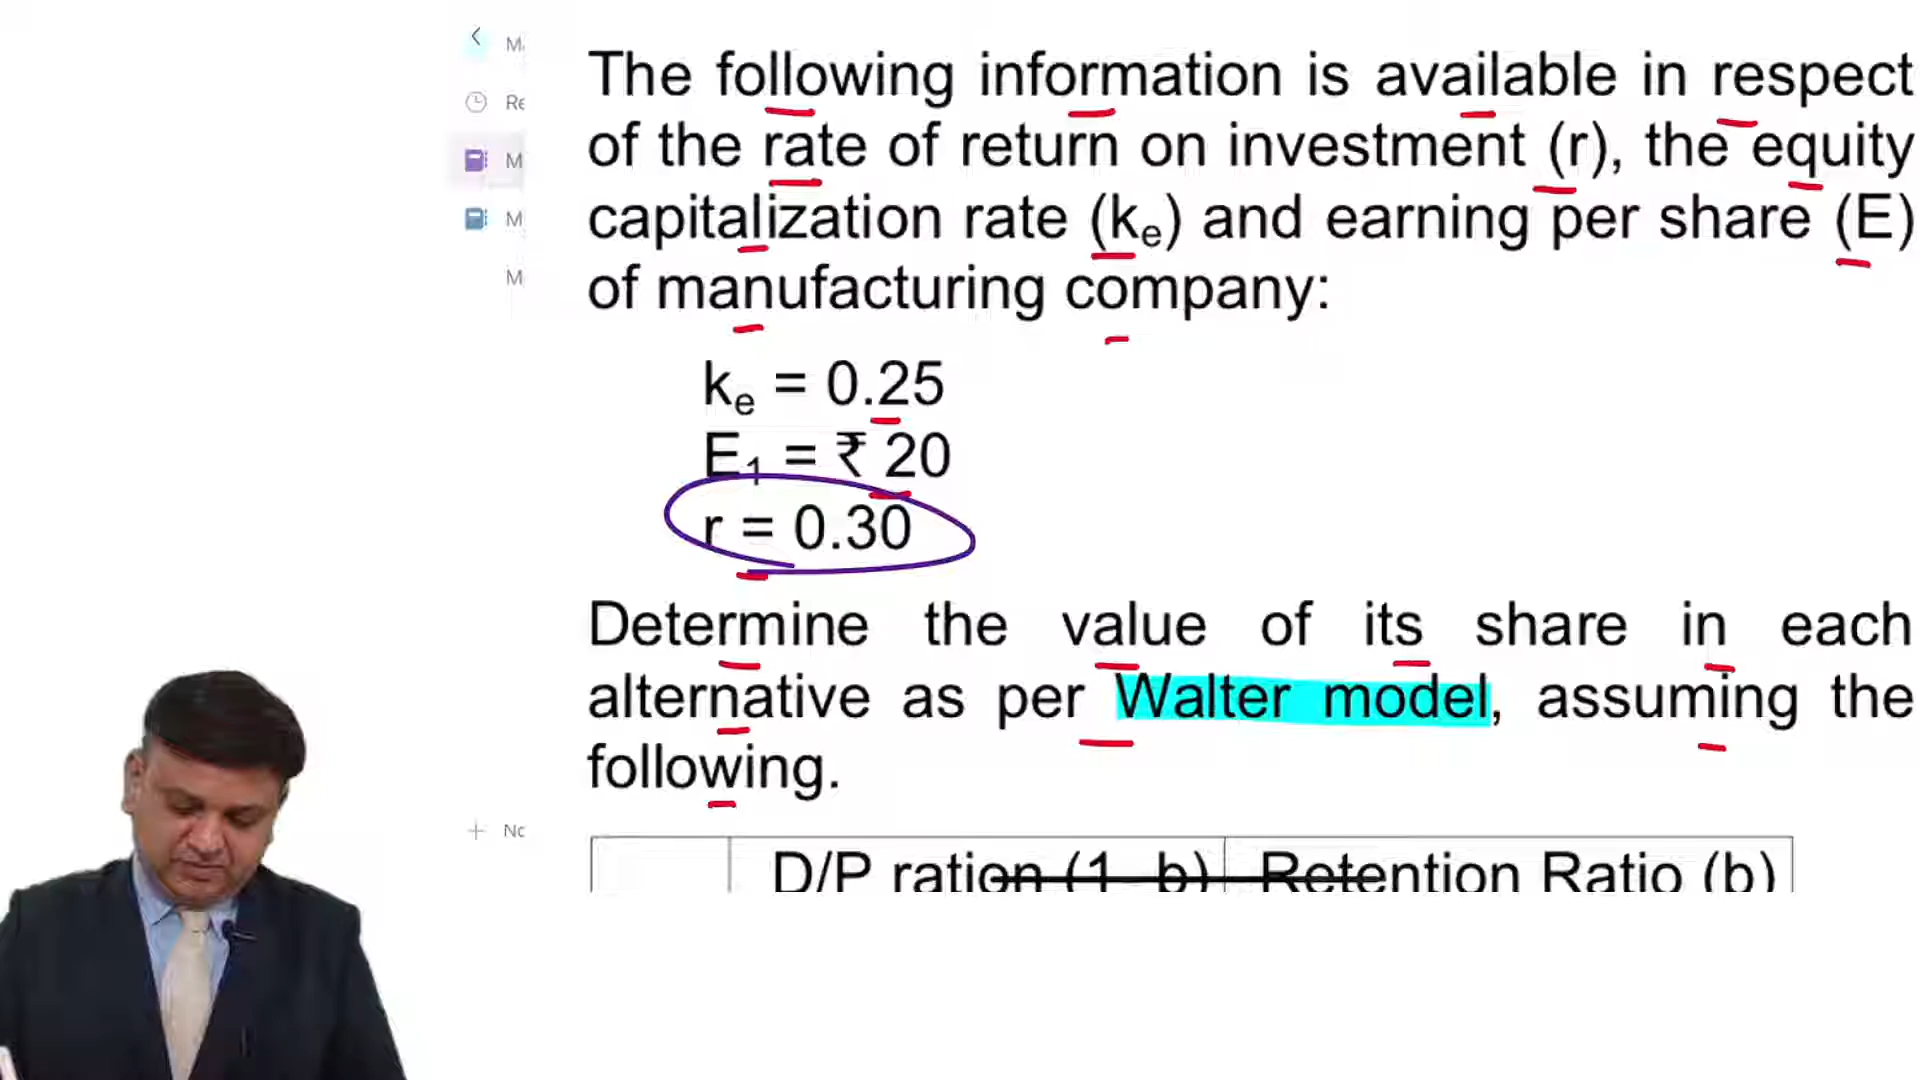 M
Re
M
M
M
No
The following information is available in respect
of the rate of return on investment (r), the equity
capitalization rate (kₑ) and earning per share (E)
of manufacturing company:
kₑ = 0.25
E₁ = ₹ 20
r = 0.30
Determine the value of its share in each
alternative as per Walter model, assuming the
following.
D/P ration (1–b) Retention Ratio (b)